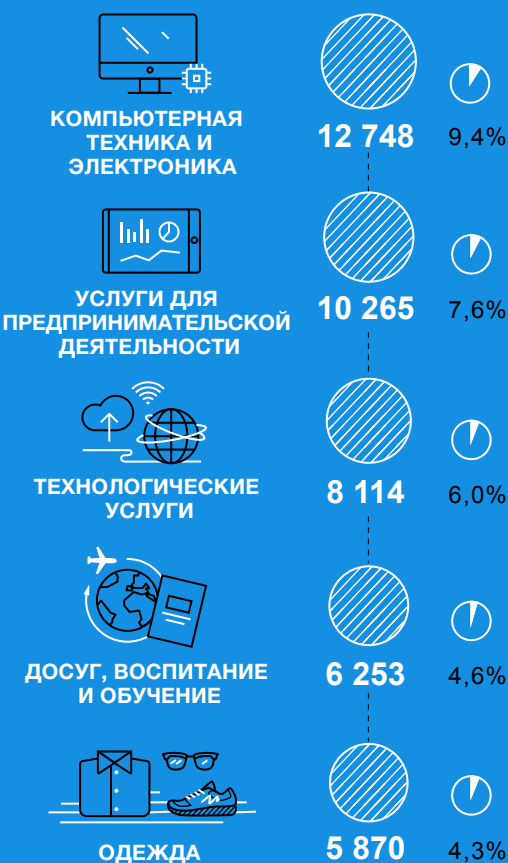 КОМПЬЮТЕРНАЯ
ТЕХНИКА И
ЭЛЕКТРОНИКА
12 748 9,4%
УСЛУГИ ДЛЯ
ПРЕДПРИНИМАТЕЛЬСКОЙ
ДЕЯТЕЛЬНОСТИ
10 265 7,6%
ТЕХНОЛОГИЧЕСКИЕ
УСЛУГИ
8 114 6,0%
ДОСУГ, ВОСПИТАНИЕ
И ОБУЧЕНИЕ
6 253 4,6%
ОДЕЖДА
5 870 4,3%